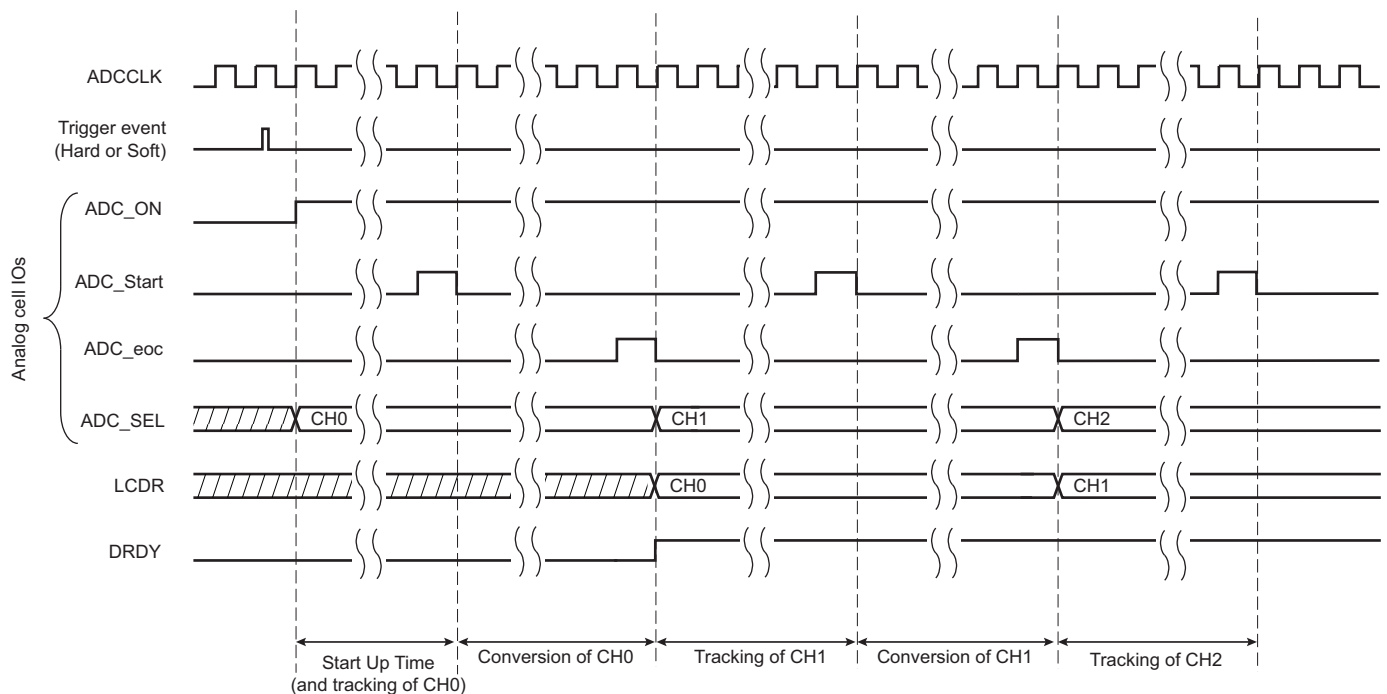 ADCCLK
Trigger event
(Hard or Soft)
Analog cell IOs
ADC_ON
ADC_Start
ADC_eoc
ADC_SEL
CH0
CH1
CH2
LCDR
CH0
CH1
DRDY
Start Up Time
(and tracking of CH0)
Conversion of CH0
Tracking of CH1
Conversion of CH1
Tracking of CH2